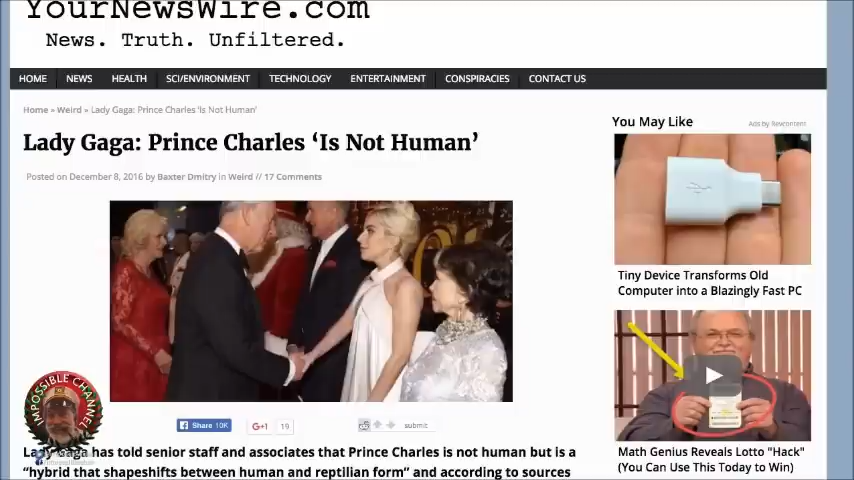 YourNewsWire.com
News. Truth. Unfiltered.
HOME NEWS HEALTH SCI/ENVIRONMENT TECHNOLOGY ENTERTAINMENT CONSPIRACIES CONTACT US
Home » Weird » Lady Gaga: Prince Charles ‘Is Not Human’
Lady Gaga: Prince Charles ‘Is Not Human’
Posted on December 8, 2016 by Baxter Dmitry in Weird // 17 Comments
You May Like
Ads by Newcontent
Tiny Device Transforms Old
Computer into a Blazingly Fast PC
IMPOSSIBLE CHANNEL
Share 10K
G+1 19
submit
Math Genius Reveals Lotto "Hack"
(You Can Use This Today to Win)
has told senior staff and associates that Prince Charles is not human but is a
“hybrid that shapeshifts between human and reptilian form” and according to sources